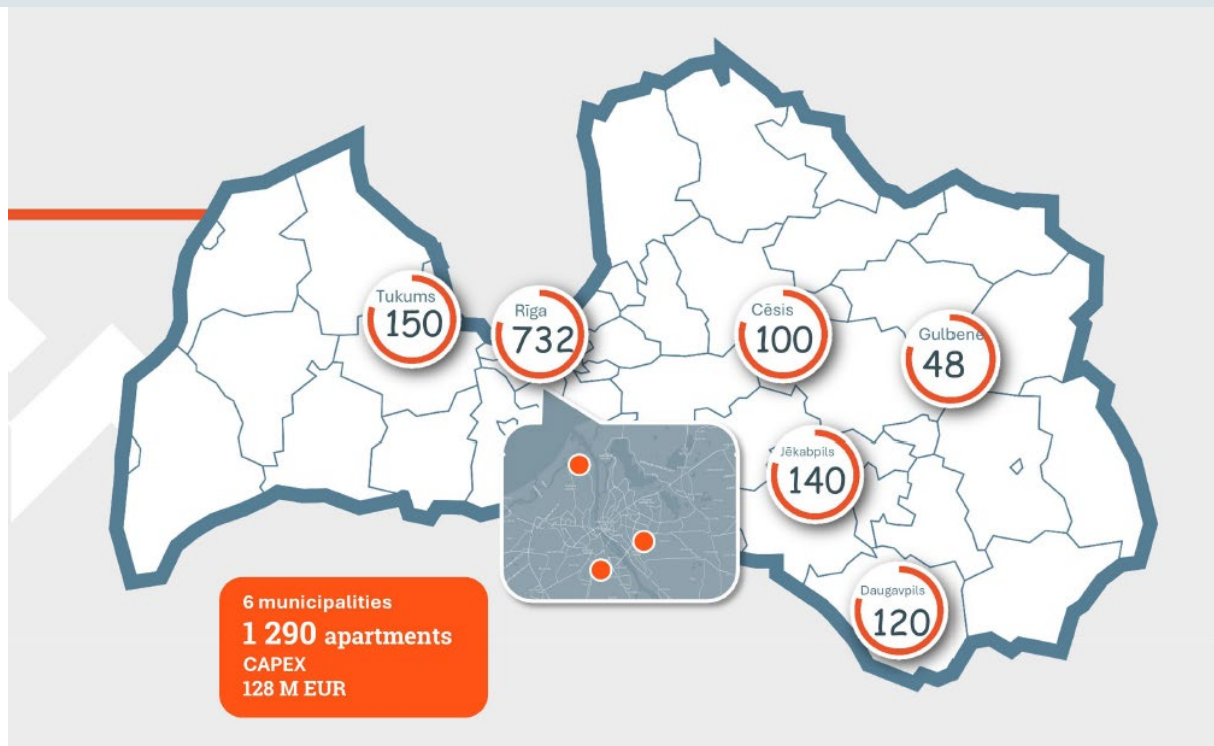 Tukums
150
Rīga
732
Cēsis
100
Gulbene
48
Jēkabpils
140
Daugavpils
120
6 municipalities
1 290 apartments
CAPEX
128 M EUR